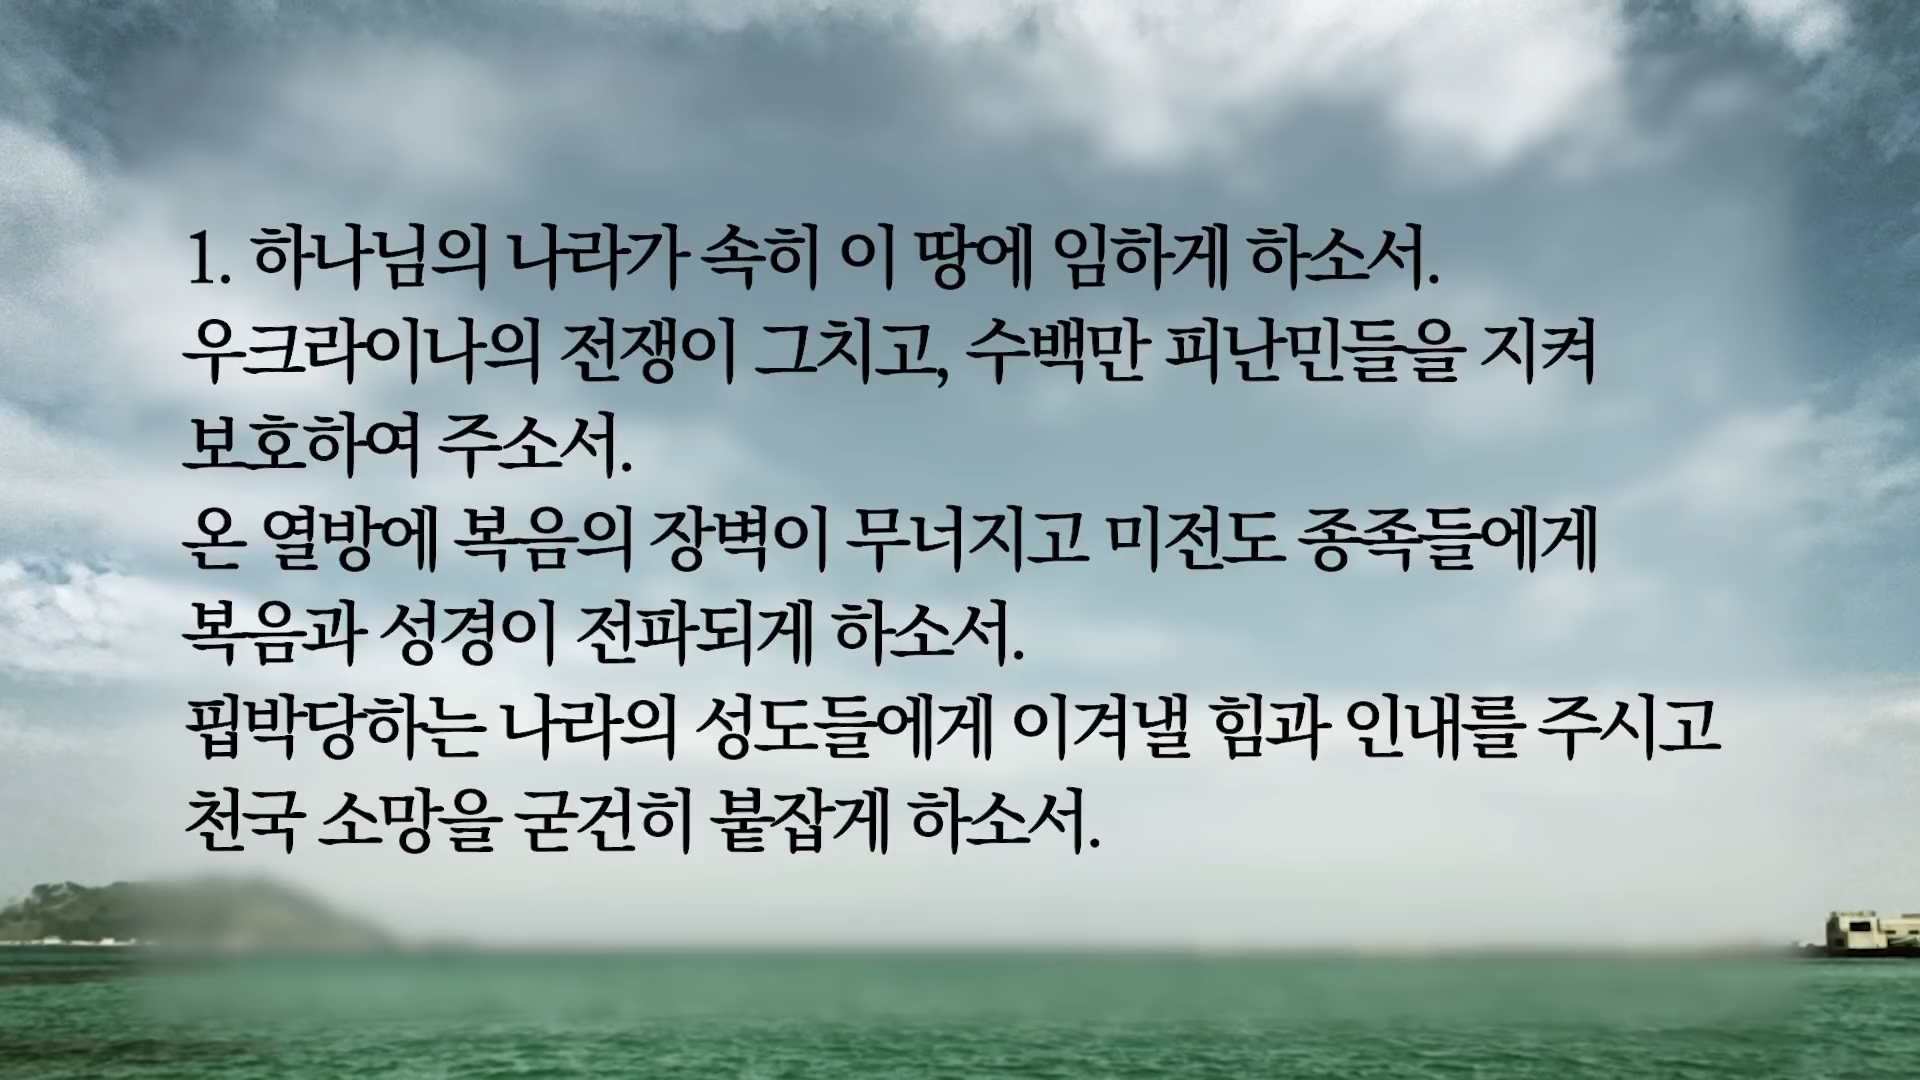 1. 하나님의 나라가 속히 이 땅에 임하게 하소서.
우크라이나의 전쟁이 그치고, 수백만 피난민들을 지켜
보호하여 주소서.
온 열방에 복음의 장벽이 무너지고 미전도 종족들에게
복음과 성경이 전파되게 하소서.
핍박당하는 나라의 성도들에게 이겨낼 힘과 인내를 주시고
천국 소망을 굳건히 붙잡게 하소서.